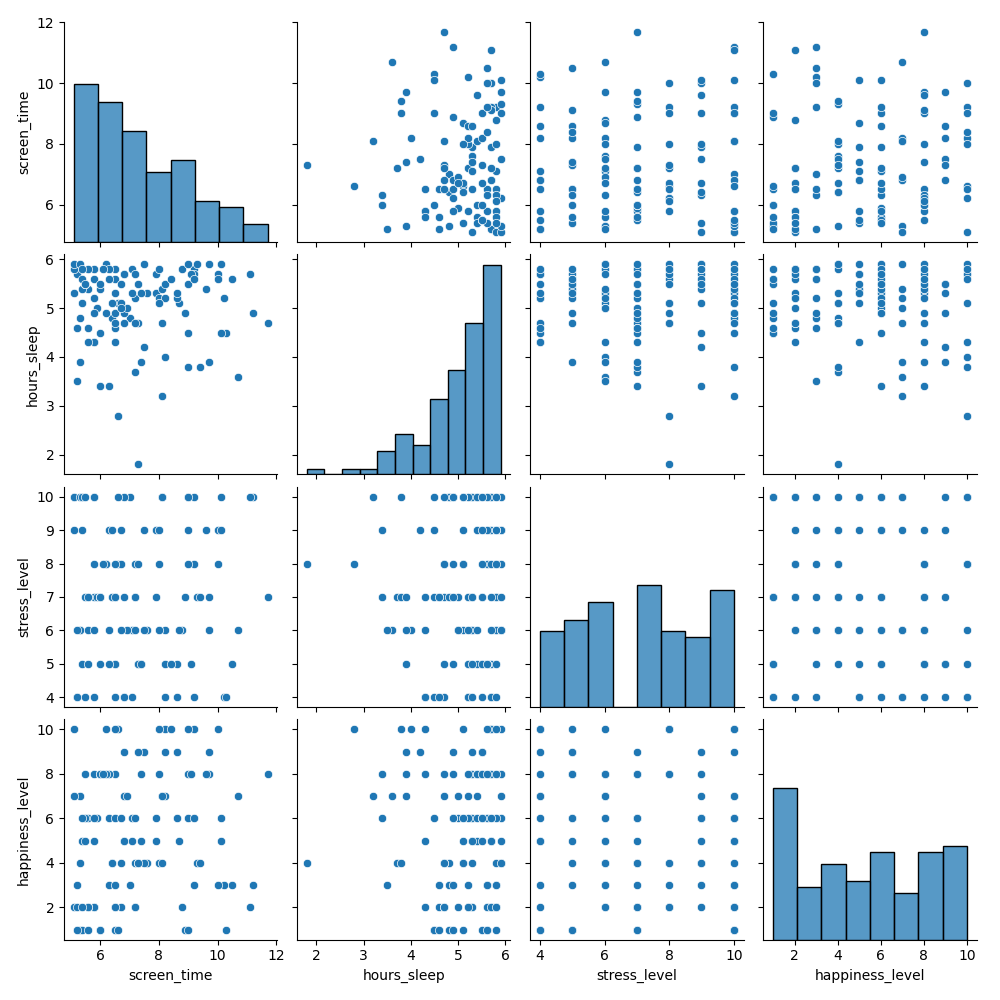 12
10
8
6
screen_time
6
5
4
3
2
hours_sleep
10
9
8
7
6
5
4
stress_level
10
8
6
4
2
happiness_level
6 8 10 12
2 3 4 5 6
4 6 8 10
2 4 6 8 10
screen_time hours_sleep stress_level happiness_level